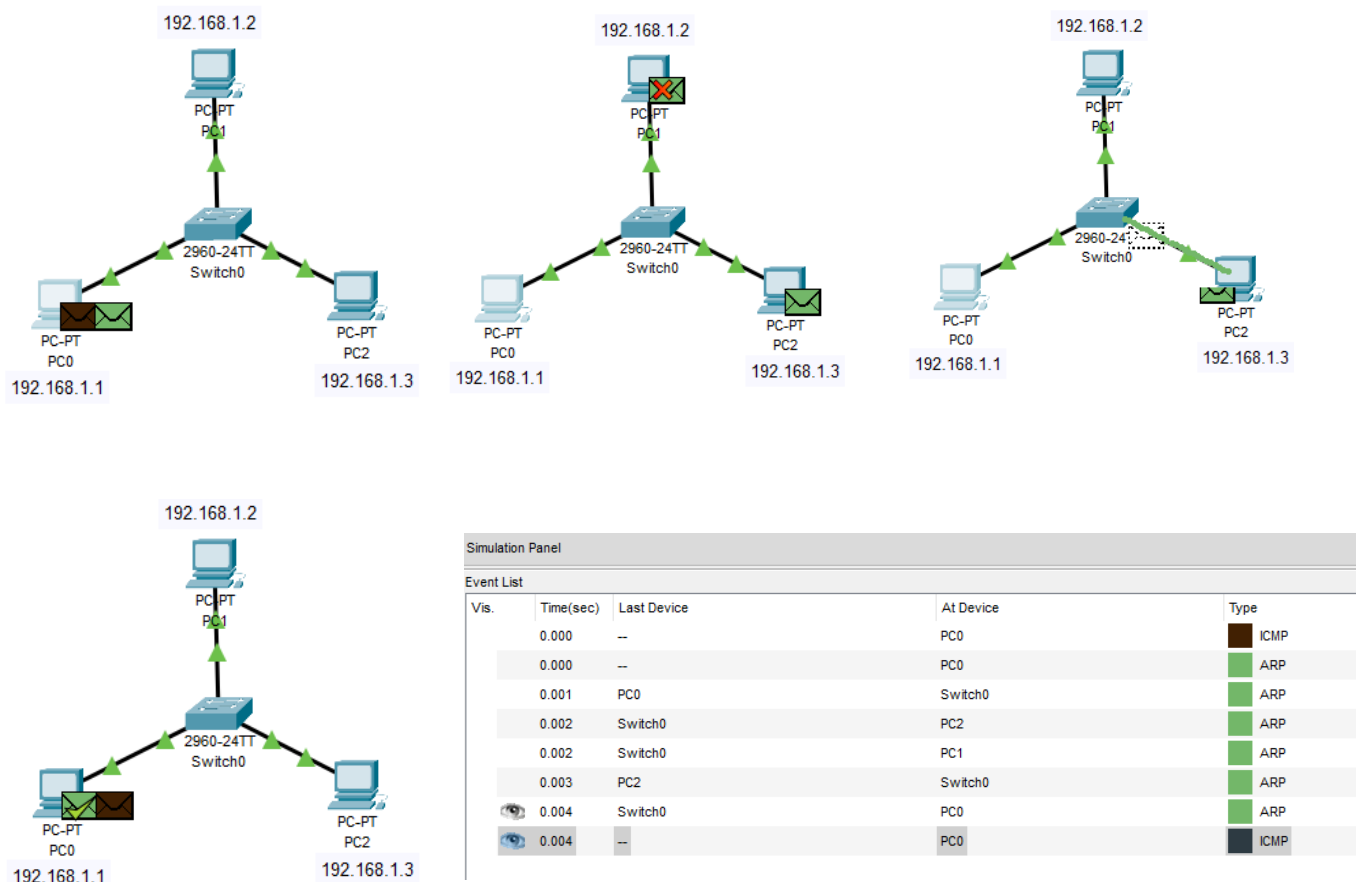 192.168.1.2
PC-PT
PC1
2960-24TT
Switch0
PC-PT
PC0
192.168.1.1
PC-PT
PC2
192.168.1.3
192.168.1.2
PC-PT
PC1
2960-24TT
Switch0
PC-PT
PC0
192.168.1.1
PC-PT
PC2
192.168.1.3
192.168.1.2
PC-PT
PC1
2960-24
Switch0
PC-PT
PC0
192.168.1.1
PC-PT
PC2
192.168.1.3
192.168.1.2
PC-PT
PC1
2960-24TT
Switch0
PC-PT
PC0
192.168.1.1
PC-PT
PC2
192.168.1.3
Simulation Panel
Event List
Vis. Time(sec) Last Device At Device Type
0.000 -- PC0 ICMP
0.000 -- PC0 ARP
0.001 PC0 Switch0 ARP
0.002 Switch0 PC2 ARP
0.002 Switch0 PC1 ARP
0.003 PC2 Switch0 ARP
0.004 Switch0 PC0 ARP
0.004 -- PC0 ICMP